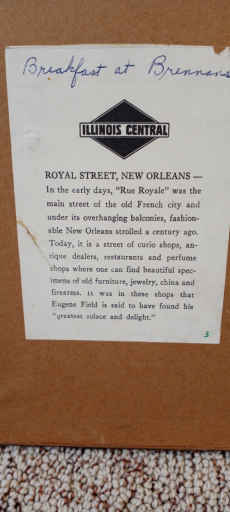 Breakfast at Brennans
ILLINOIS CENTRAL
ROYAL STREET, NEW ORLEANS —
In the early days, "Rue Royale" was the
main street of the old French city and
under its overhanging balconies, fashion-
able New Orleans strolled a century ago.
Today, it is a street of curio shops, an-
tique dealers, restaurants and perfume
shops where one can find beautiful spec-
imens of old furniture, jewelry, china and
firearms. It was in these shops that
Eugene Field is said to have found his
"greatest solace and delight."
3